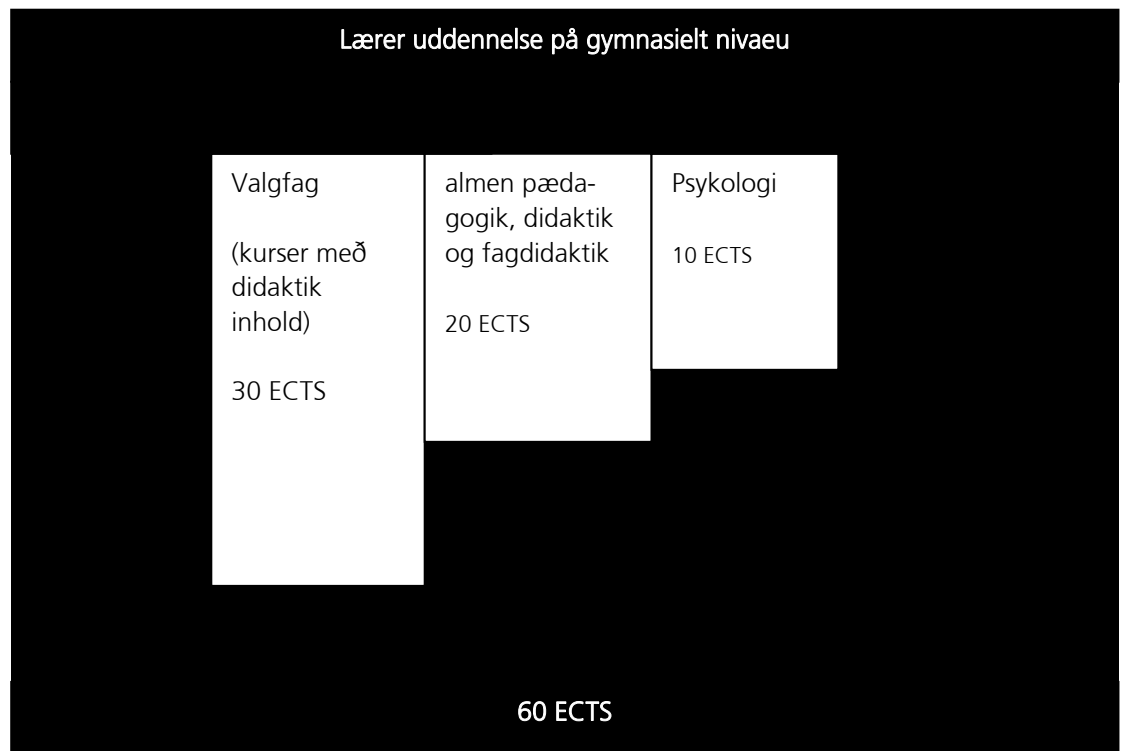 Lærer uddennelse på gymnasielt nivaeu
Valgfag
(kurser með
didaktik
inhold)
30 ECTS
almen pæda-
gogik, didaktik
og fagdidaktik
20 ECTS
Psykologi
10 ECTS
60 ECTS